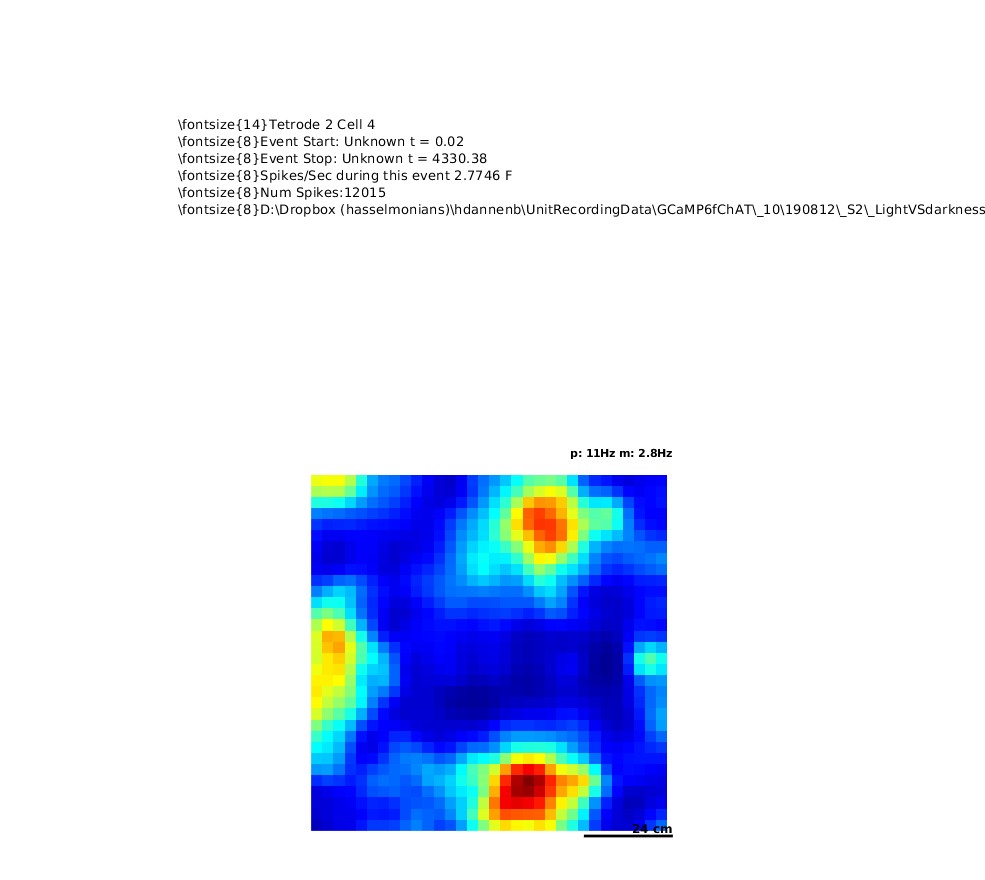 \fontsize{14}Tetrode 2 Cell 4
\fontsize{8}Event Start: Unknown t = 0.02
\fontsize{8}Event Stop: Unknown t = 4330.38
\fontsize{8}Spikes/Sec during this event 2.7746 F
\fontsize{8}Num Spikes:12015
\fontsize{8}D:\Dropbox (hasselmonians)\hdannenb\UnitRecordingData\GCaMP6fChAT\_10\190812\_S2\_LightVSdarkness
p: 11Hz m: 2.8Hz
24 cm